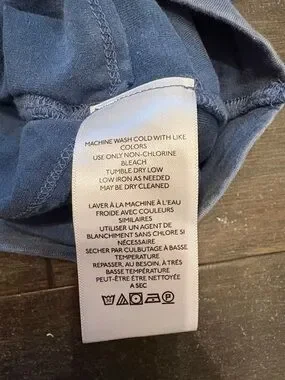 MACHINE WASH COLD WITH LIKE
COLORS
USE ONLY NON-CHLORINE
BLEACH
TUMBLE DRY LOW
LOW IRON AS NEEDED
MAY BE DRY CLEANED
LAVER À LA MACHINE À L'EAU
FROIDE AVEC COULEURS
SIMILAIRES
UTILISER UN AGENT DE
BLANCHIMENT SANS CHLORE SI
NÉCESSAIRE
SECHER PAR CULBUTAGE À BASSE
TEMPERATURE
REPASSER, AU BESOIN, À TRÈS
BASSE TEMPÉRATURE
PEUT-ÊTRE ÊTRE NETTOYÉE
A SEC
P